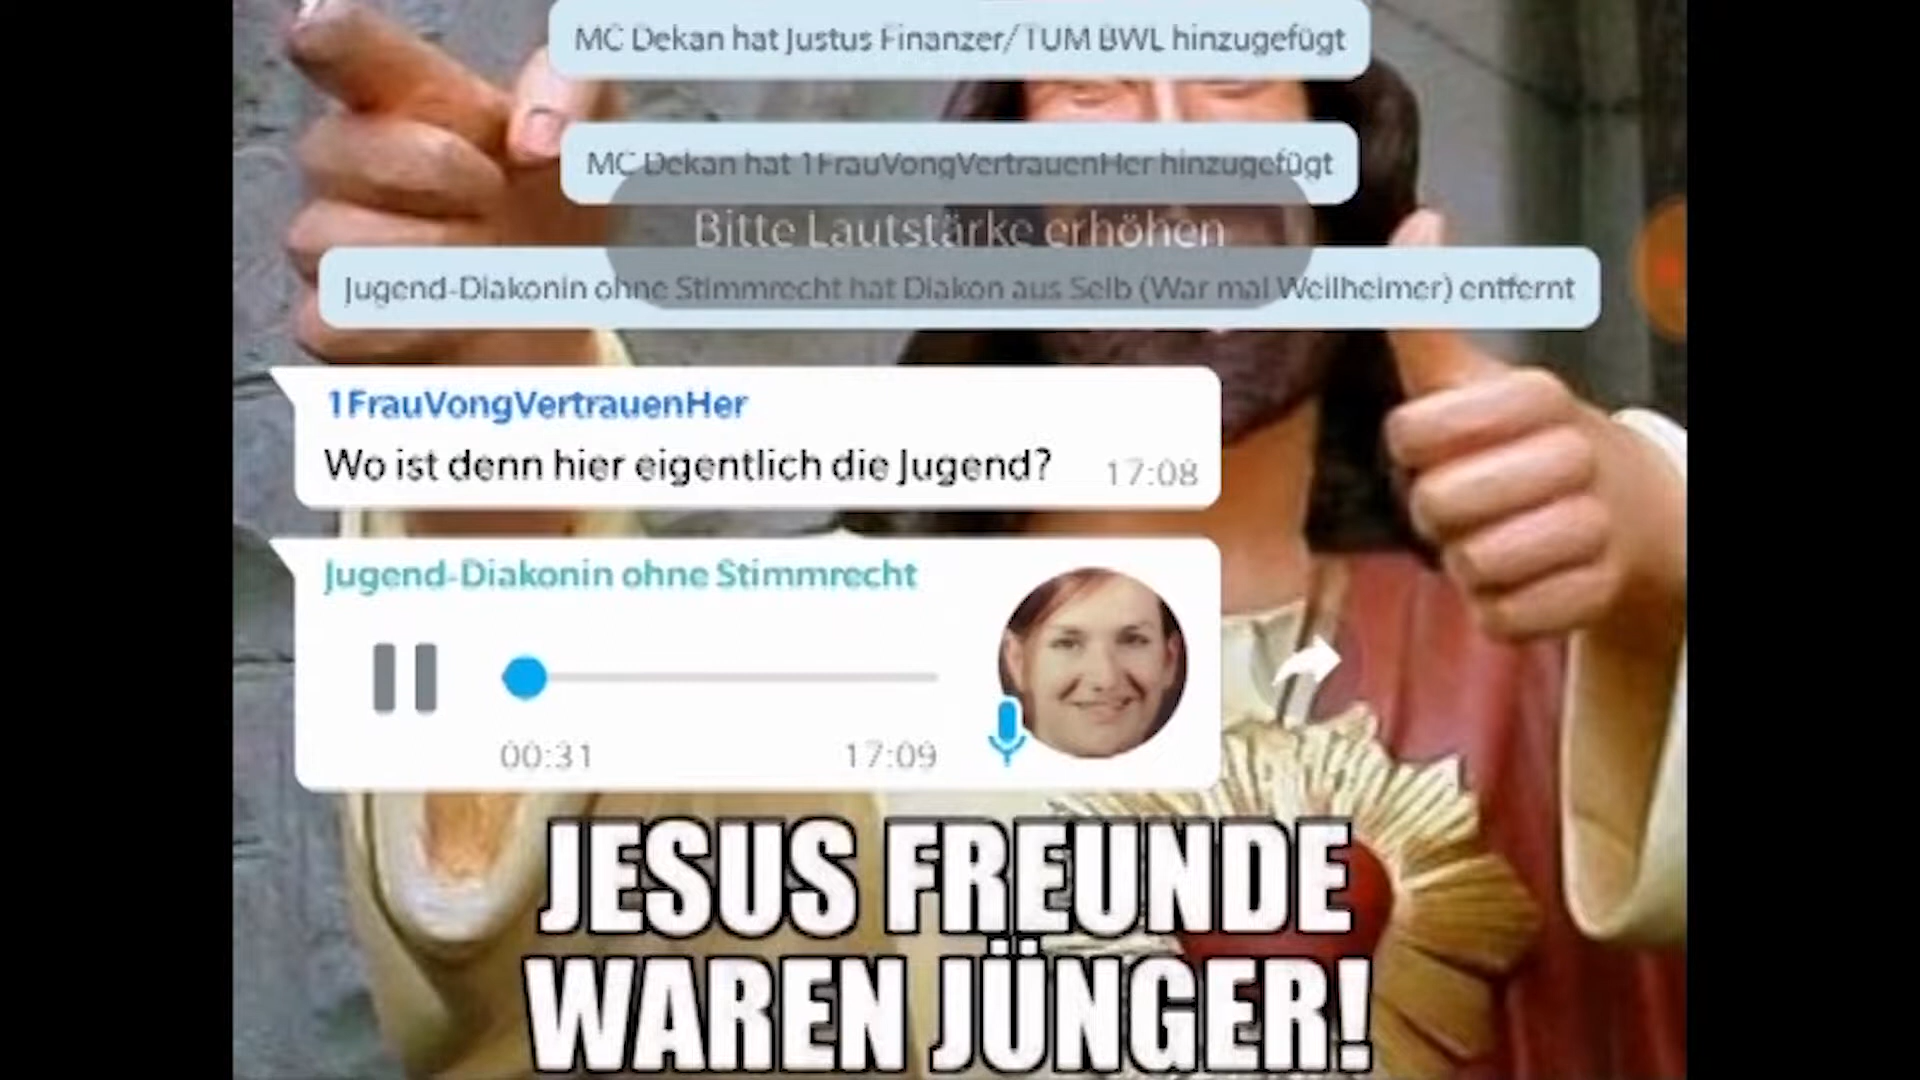 MC Dekan hat Justus Finanzer/TUM BWL hinzugefügt
MC Dekan hat 1FrauVongVertrauenHer hinzugefügt
Bitte Lautstärke erhöhen
Jugend-Diakonin ohne Stimmrecht hat Diakon aus Selb (War mal Weilheimer) entfernt
1FrauVongVertrauenHer
Wo ist denn hier eigentlich die Jugend? 17:08
Jugend-Diakonin ohne Stimmrecht
00:31 17:09
JESUS FREUNDE
WAREN JÜNGER!